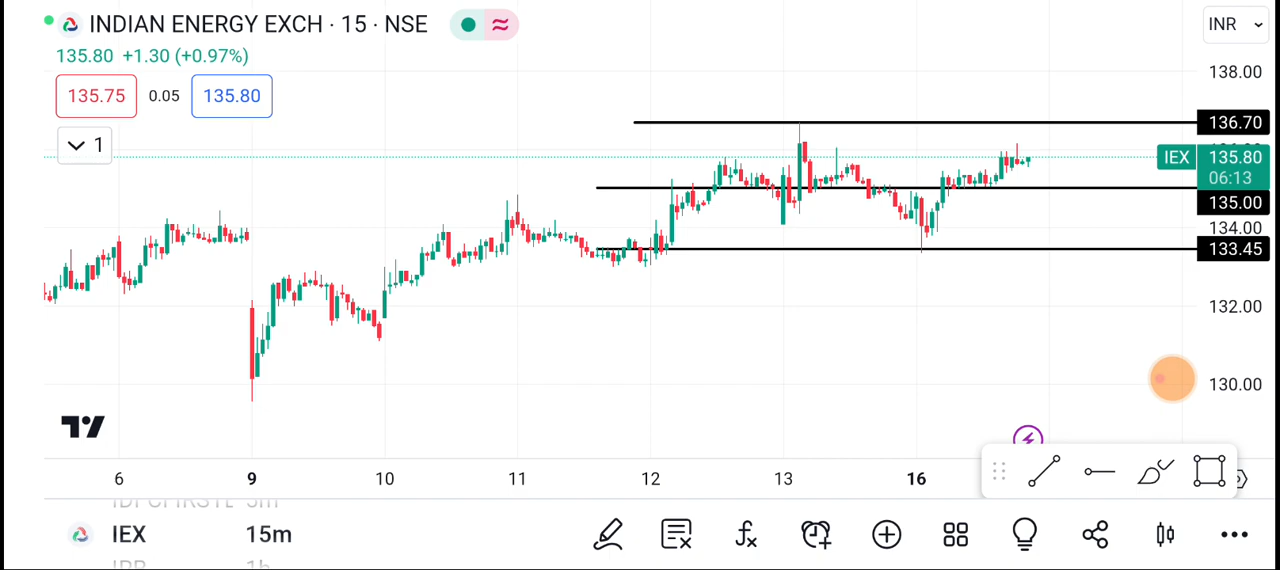 INDIAN ENERGY EXCH · 15 · NSE
INR
135.80 +1.30 (+0.97%)
138.00
135.75 0.05 135.80
136.70
1
IEX 135.80
06:13
135.00
134.00
133.45
132.00
130.00
6 9 10 11 12 13 16
IEX 15m
1h